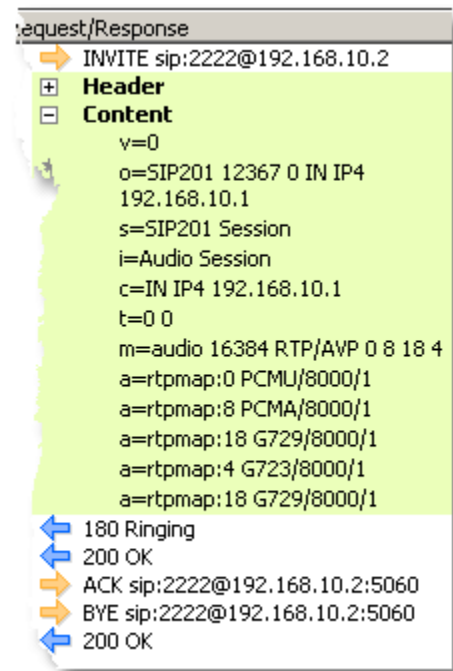 equest/Response
INVITE sip:2222@192.168.10.2
Header
Content
v=0
o=SIP201 12367 0 IN IP4
192.168.10.1
s=SIP201 Session
i=Audio Session
c=IN IP4 192.168.10.1
t=0 0
m=audio 16384 RTP/AVP 0 8 18 4
a=rtpmap:0 PCMU/8000/1
a=rtpmap:8 PCMA/8000/1
a=rtpmap:18 G729/8000/1
a=rtpmap:4 G723/8000/1
a=rtpmap:18 G729/8000/1
180 Ringing
200 OK
ACK sip:2222@192.168.10.2:5060
BYE sip:2222@192.168.10.2:5060
200 OK